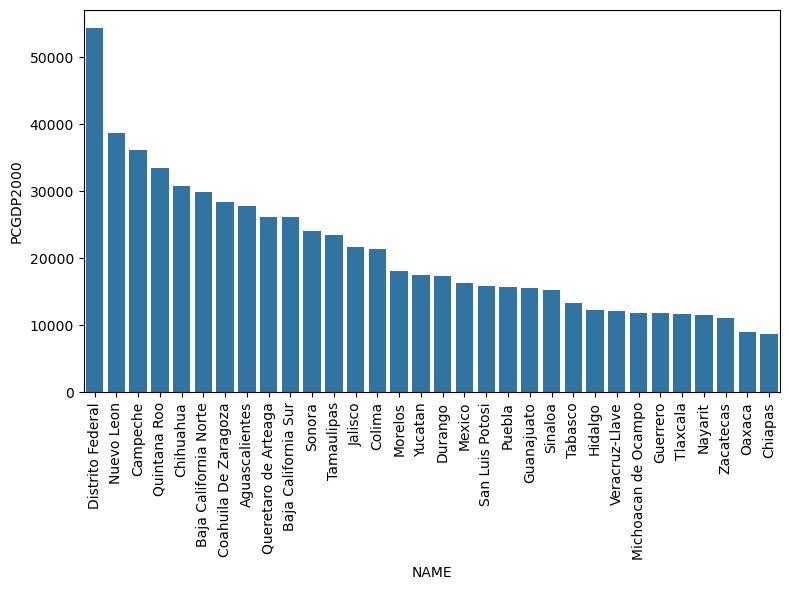 PCGDP2000
50000
40000
30000
20000
10000
0
Distrito Federal
Nuevo Leon
Campeche
Quintana Roo
Chihuahua
Baja California Norte
Coahuila De Zaragoza
Aguascalientes
Queretaro de Arteaga
Baja California Sur
Sonora
Tamaulipas
Jalisco
Colima
Morelos
Yucatan
Durango
Mexico
San Luis Potosi
Puebla
Guanajuato
Sinaloa
Tabasco
Hidalgo
Veracruz-Llave
Michoacan de Ocampo
Guerrero
Tlaxcala
Nayarit
Zacatecas
Oaxaca
Chiapas
NAME